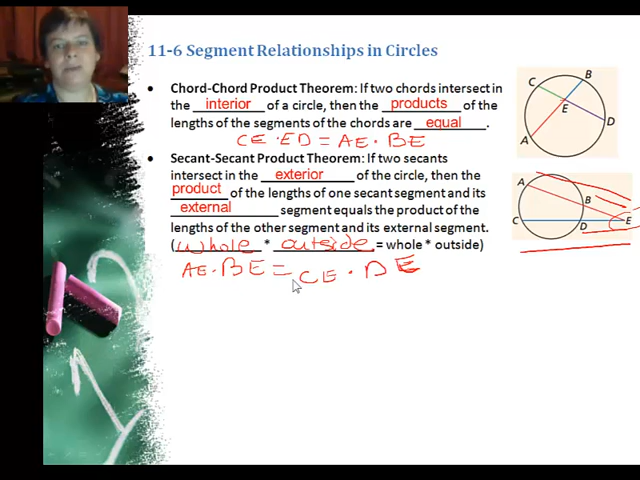 11-6 Segment Relationships in Circles
• Chord-Chord Product Theorem: If two chords intersect in
the interior of a circle, then the products of the
lengths of the segments of the chords are equal.
CE · ED = AE · BE
• Secant-Secant Product Theorem: If two secants
intersect in the exterior of the circle, then the
product of the lengths of one secant segment and its
external segment equals the product of the
lengths of the other segment and its external segment.
(whole * outside = whole * outside)
AE · BE = CE · DE
C
B
E
D
A
A
B
C
D
E